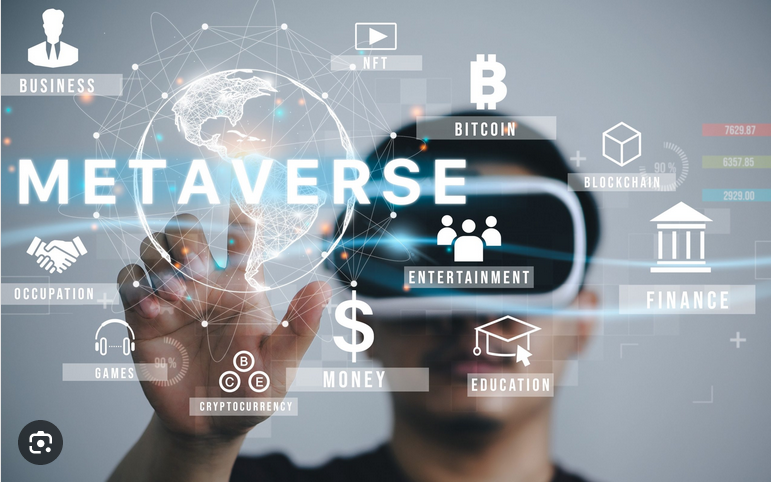 BUSINESS
NFT
BITCOIN
7629.87
90 %
6357.85
BLOCKCHAIN
2929.00
METAVERSE
ENTERTAINMENT
OCCUPATION
FINANCE
$
GAMES
90 %
B
C E
MONEY
EDUCATION
CRYPTOCURRENCY